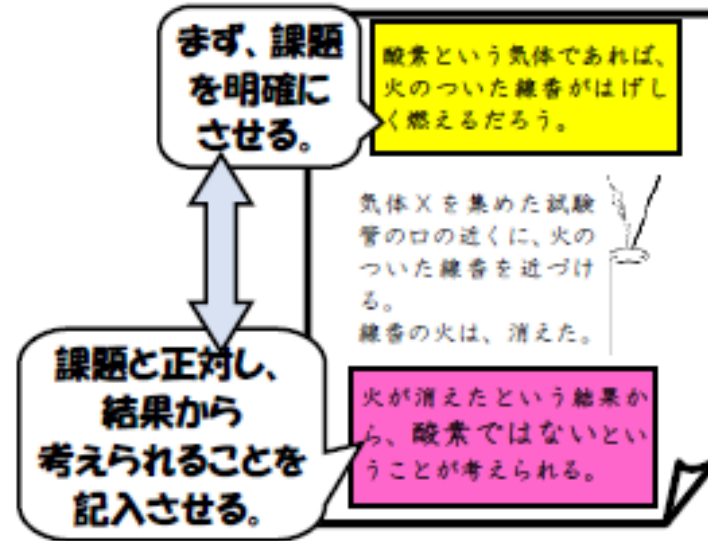 まず、課題
を明確に
させる。
酸素という気体であれば、
火のついた線香がはげし
く燃えるだろう。
気体Xを集めた試験
管の口の近くに、火の
ついた線香を近づけ
る。
線香の火は、消えた。
課題と正対し、
結果から
考えられることを
記入させる。
火が消えたという結果か
ら、酸素ではないとい
うことが考えられる。